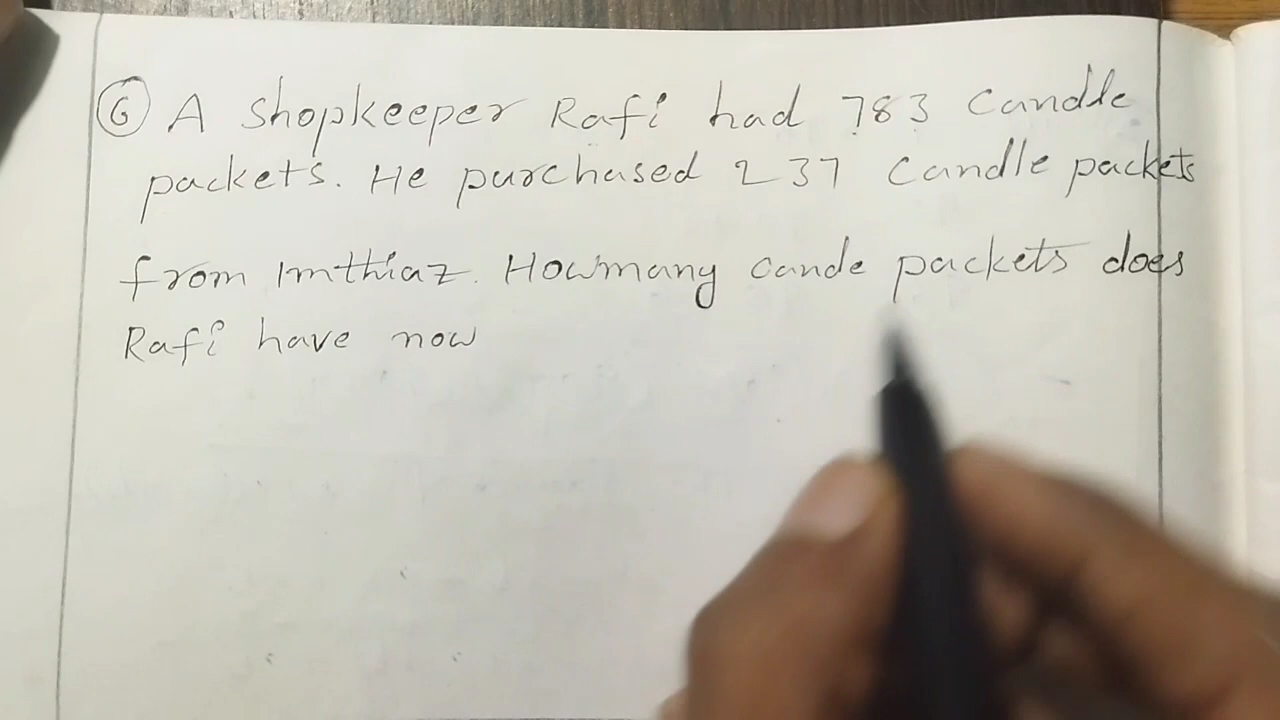 ⑥ A Shopkeeper Rafi had 783 Candle
packets. He purchased 237 Candle packets
from Imthiaz. Howmany cande packets does
Rafi have now